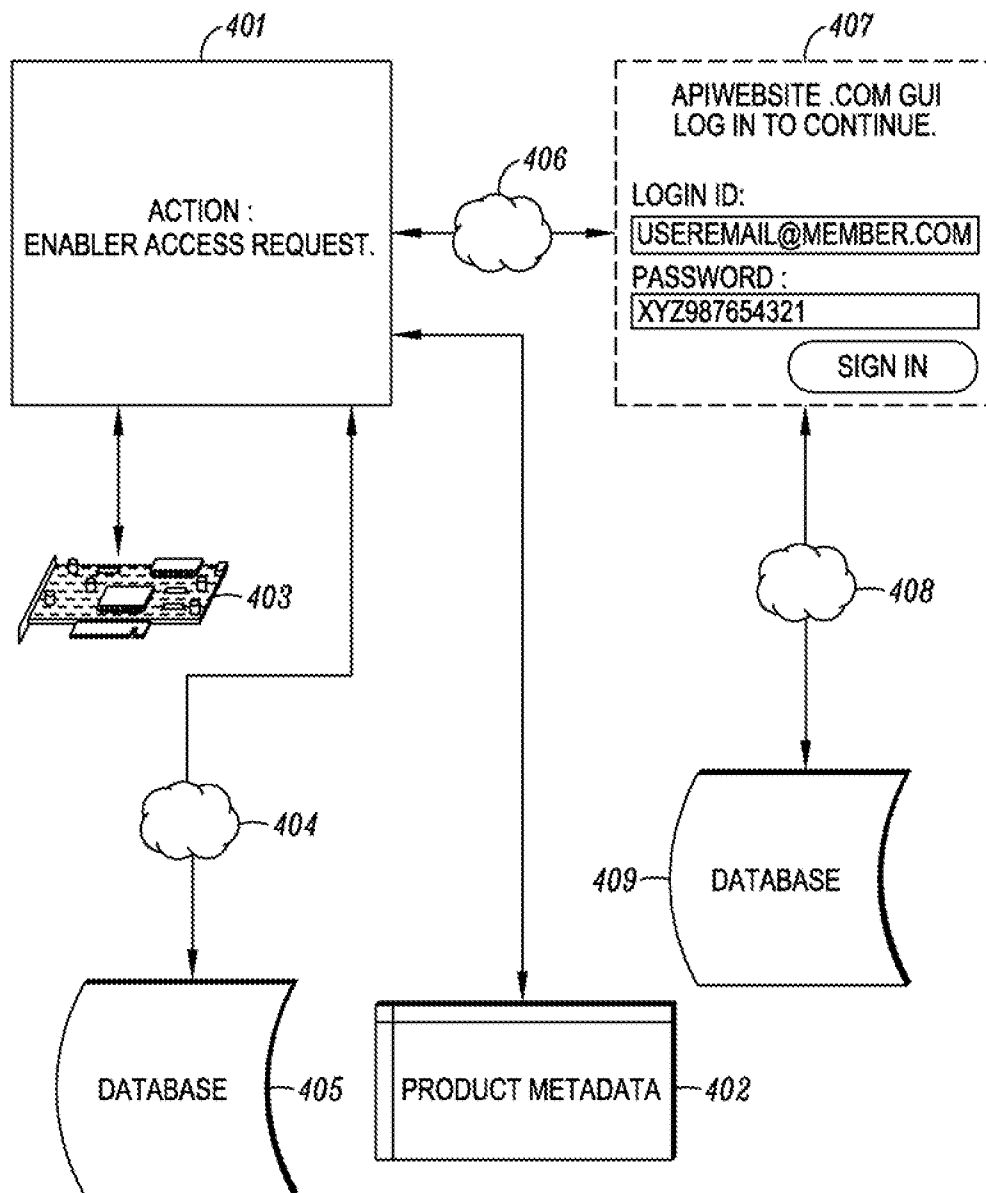 401
407
ACTION :
ENABLER ACCESS REQUEST.
406
APIWEBSITE .COM GUI
LOG IN TO CONTINUE.
LOGIN ID:
USEREMAIL@MEMBER.COM
PASSWORD :
XYZ987654321
SIGN IN
403
408
404
409
DATABASE
DATABASE
405
PRODUCT METADATA
402